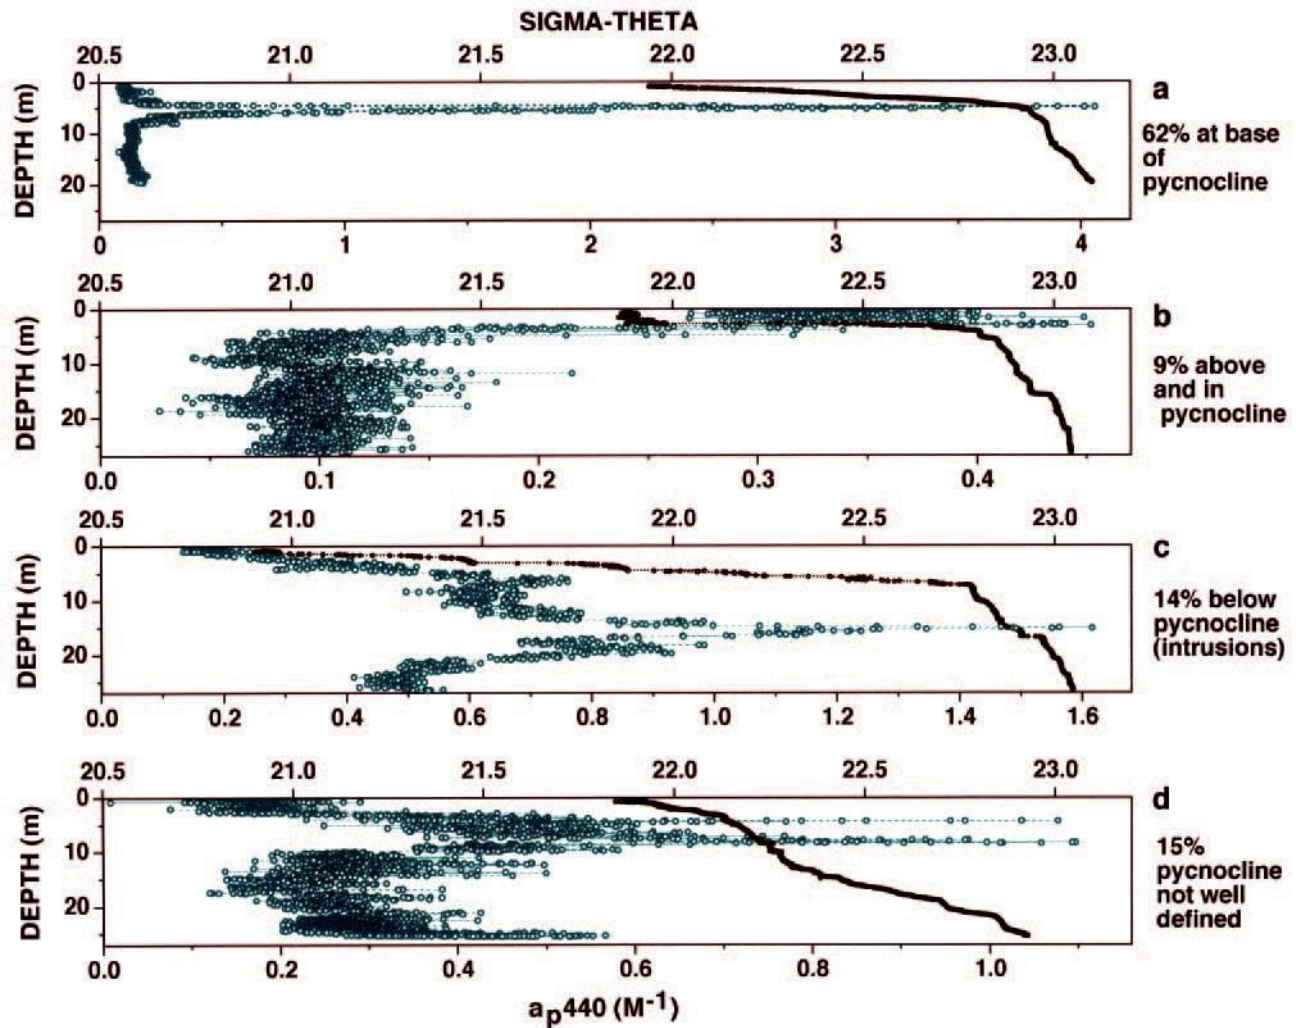 SIGMA-THETA
20.5 21.0 21.5 22.0 22.5 23.0
0
10
20
DEPTH (m)
a
62% at base
of
pycnocline
0 1 2 3 4
20.5 21.0 21.5 22.0 22.5 23.0
0
10
20
DEPTH (m)
b
9% above
and in
pycnocline
0.0 0.1 0.2 0.3 0.4
20.5 21.0 21.5 22.0 22.5 23.0
0
10
20
DEPTH (m)
c
14% below
pycnocline
(intrusions)
0.0 0.2 0.4 0.6 0.8 1.0 1.2 1.4 1.6
20.5 21.0 21.5 22.0 22.5 23.0
0
10
20
DEPTH (m)
d
15%
pycnocline
not well
defined
0.0 0.2 0.4 0.6 0.8 1.0
ap440 (M-1)